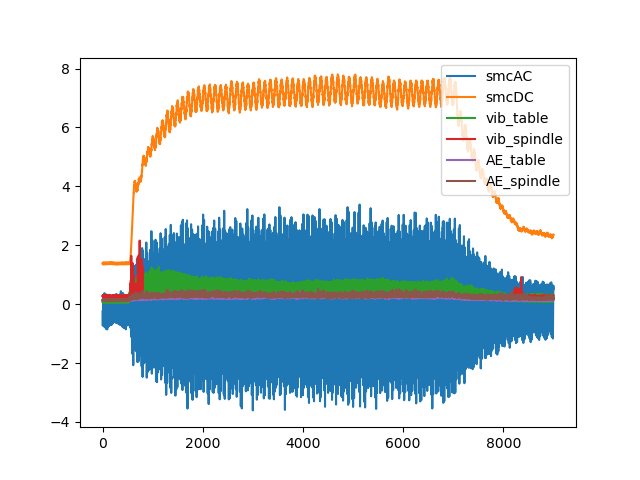 8
6
4
2
0
−2
−4
0
2000
4000
6000
8000
smcAC
smcDC
vib_table
vib_spindle
AE_table
AE_spindle